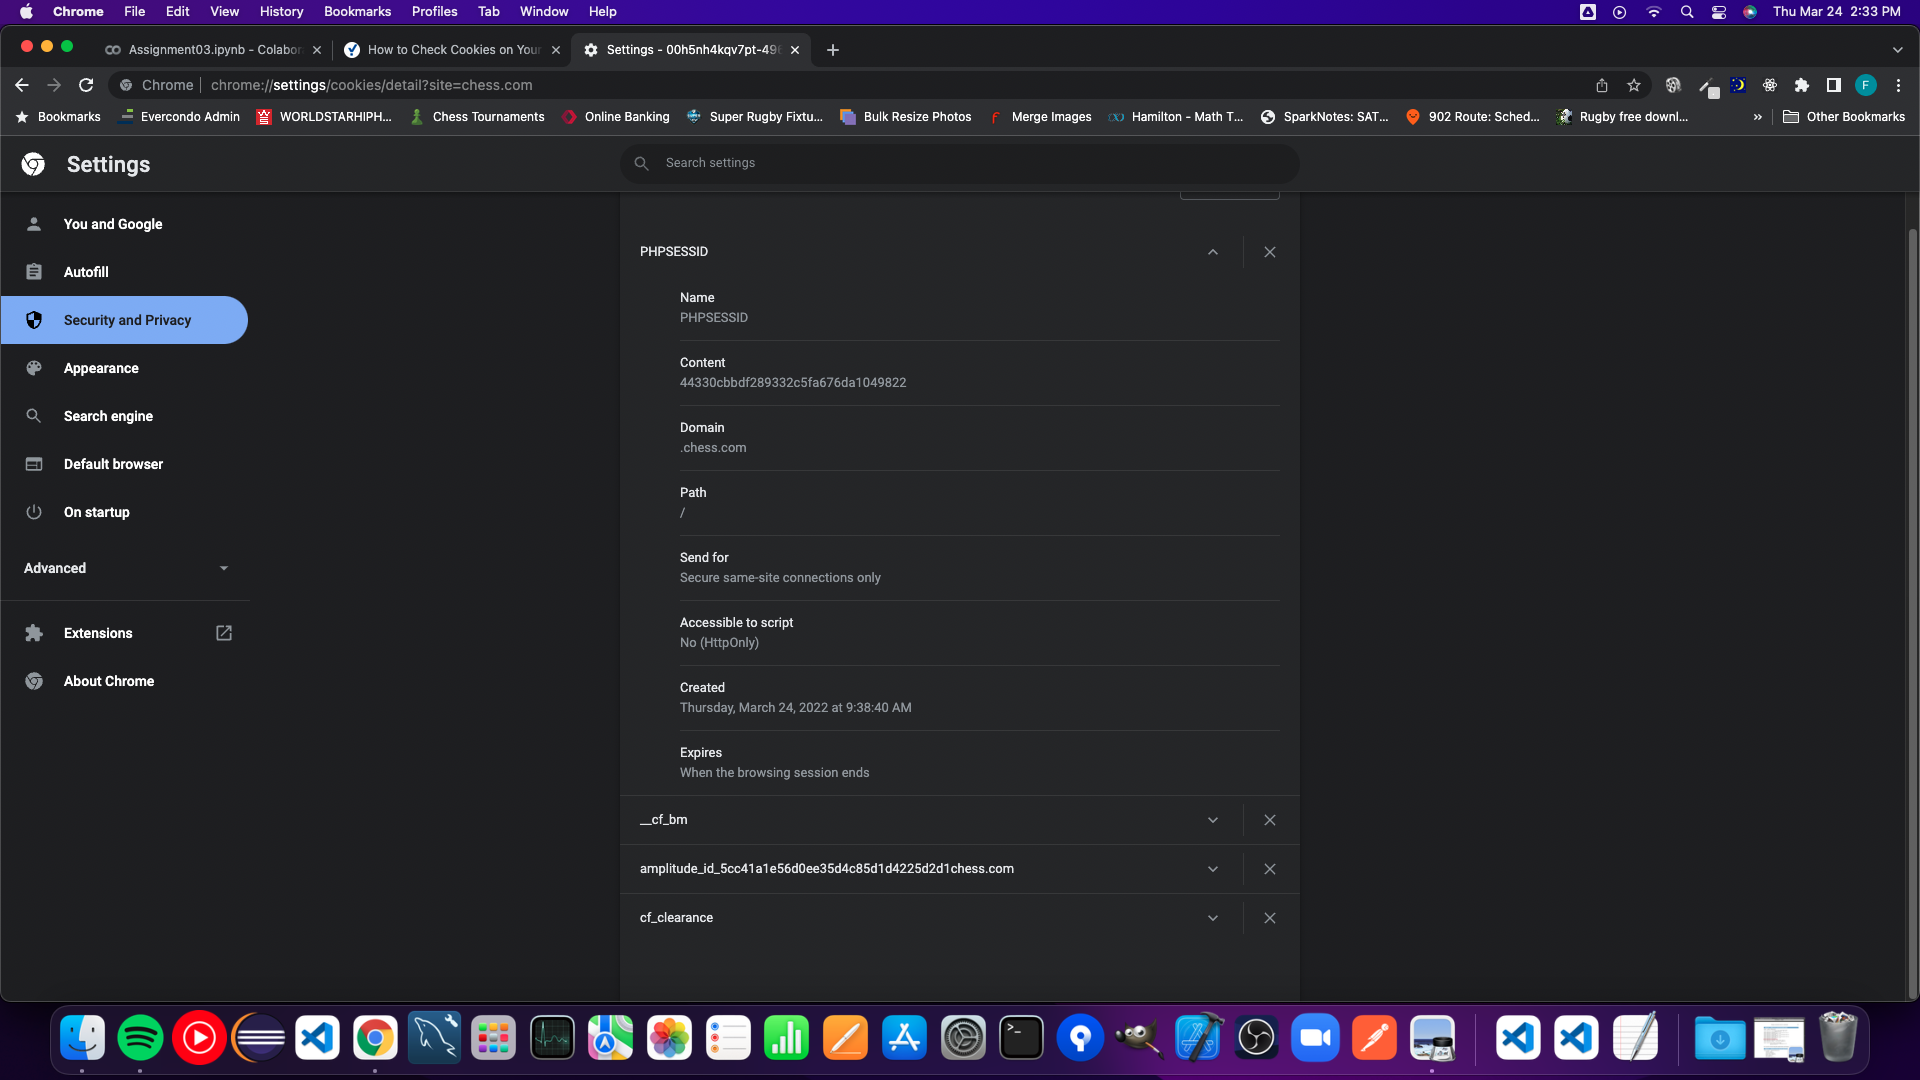 Chrome File Edit View History Bookmarks Profiles Tab Window Help Thu Mar 24 2:33 PM
Assignment03.ipynb - Colabor
How to Check Cookies on Your
Settings - 00h5nh4kqv7pt-496
Chrome chrome://settings/cookies/detail?site=chess.com F
Bookmarks Evercondo Admin WORLDSTARHIPH... Chess Tournaments Online Banking Super Rugby Fixtu... Bulk Resize Photos Merge Images Hamilton - Math T... SparkNotes: SAT... 902 Route: Sched... Rugby free downl... » Other Bookmarks
Settings
Search settings
You and Google
Autofill
Security and Privacy
Appearance
Search engine
Default browser
On startup
Advanced
Extensions
About Chrome
PHPSESSID
Name
PHPSESSID
Content
44330cbbdf289332c5fa676da1049822
Domain
.chess.com
Path
/
Send for
Secure same-site connections only
Accessible to script
No (HttpOnly)
Created
Thursday, March 24, 2022 at 9:38:40 AM
Expires
When the browsing session ends
__cf_bm
amplitude_id_5cc41a1e56d0ee35d4c85d1d4225d2d1chess.com
cf_clearance